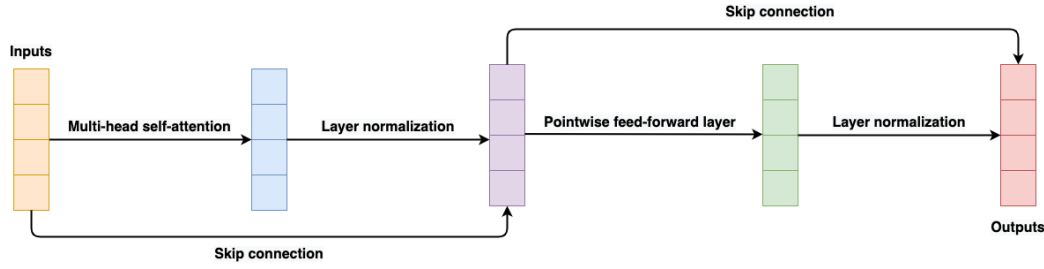 Skip connection
Inputs
Multi-head self-attention
Layer normalization
Pointwise feed-forward layer
Layer normalization
Outputs
Skip connection